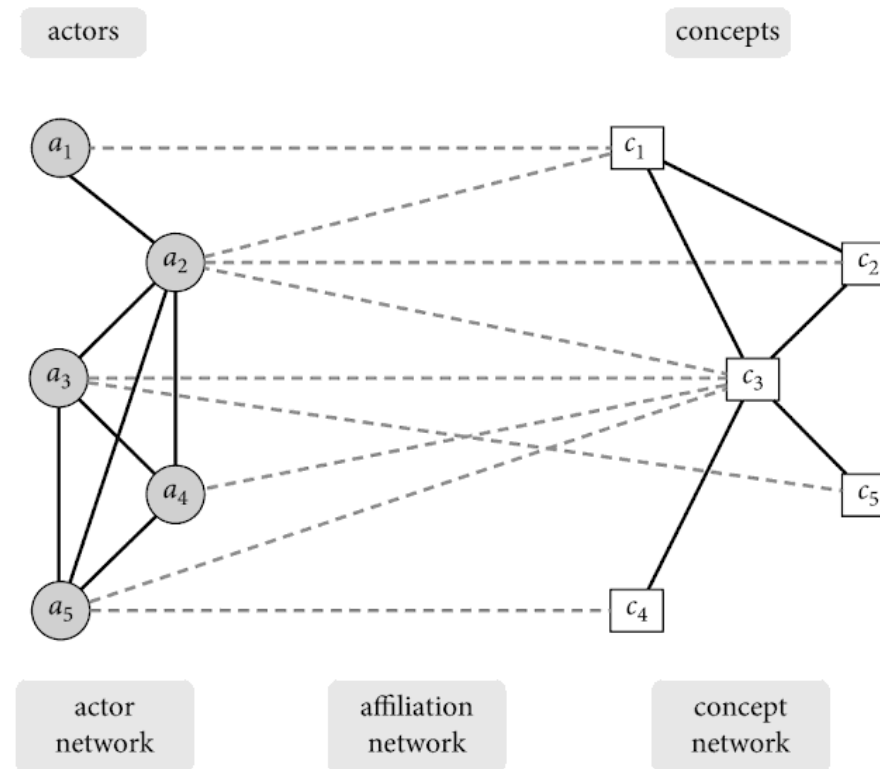 actors
concepts
a1
c1
a2
c2
a3
c3
a4
c5
a5
c4
actor
network
affiliation
network
concept
network